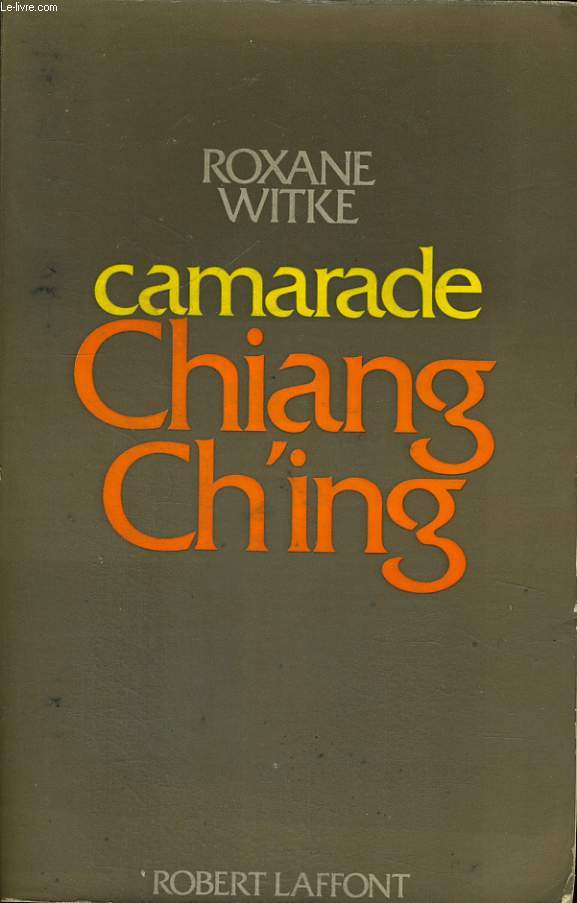 Le-livre.com
ROXANE
WITKE
camarade
Chiang
Ch'ing
ROBERT LAFFONT